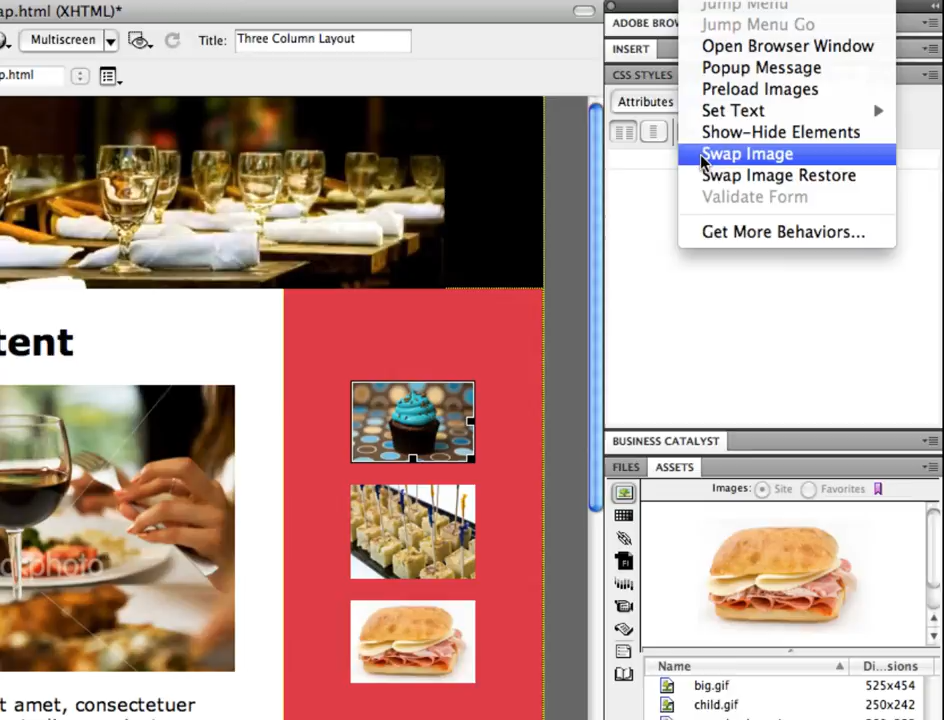 ap.html (XHTML)*
Multiscreen
Title: Three Column Layout
p.html
tent
t amet, consectetuer
Jump Menu
Jump Menu Go
Open Browser Window
Popup Message
Preload Images
Set Text
Show-Hide Elements
Swap Image
Swap Image Restore
Validate Form
Get More Behaviors...
ADOBE BROW
INSERT
CSS STYLES
Attributes
BUSINESS CATALYST
FILES ASSETS
Images: Site Favorites
Name Di...sions
big.gif 525x454
child.gif 250x242